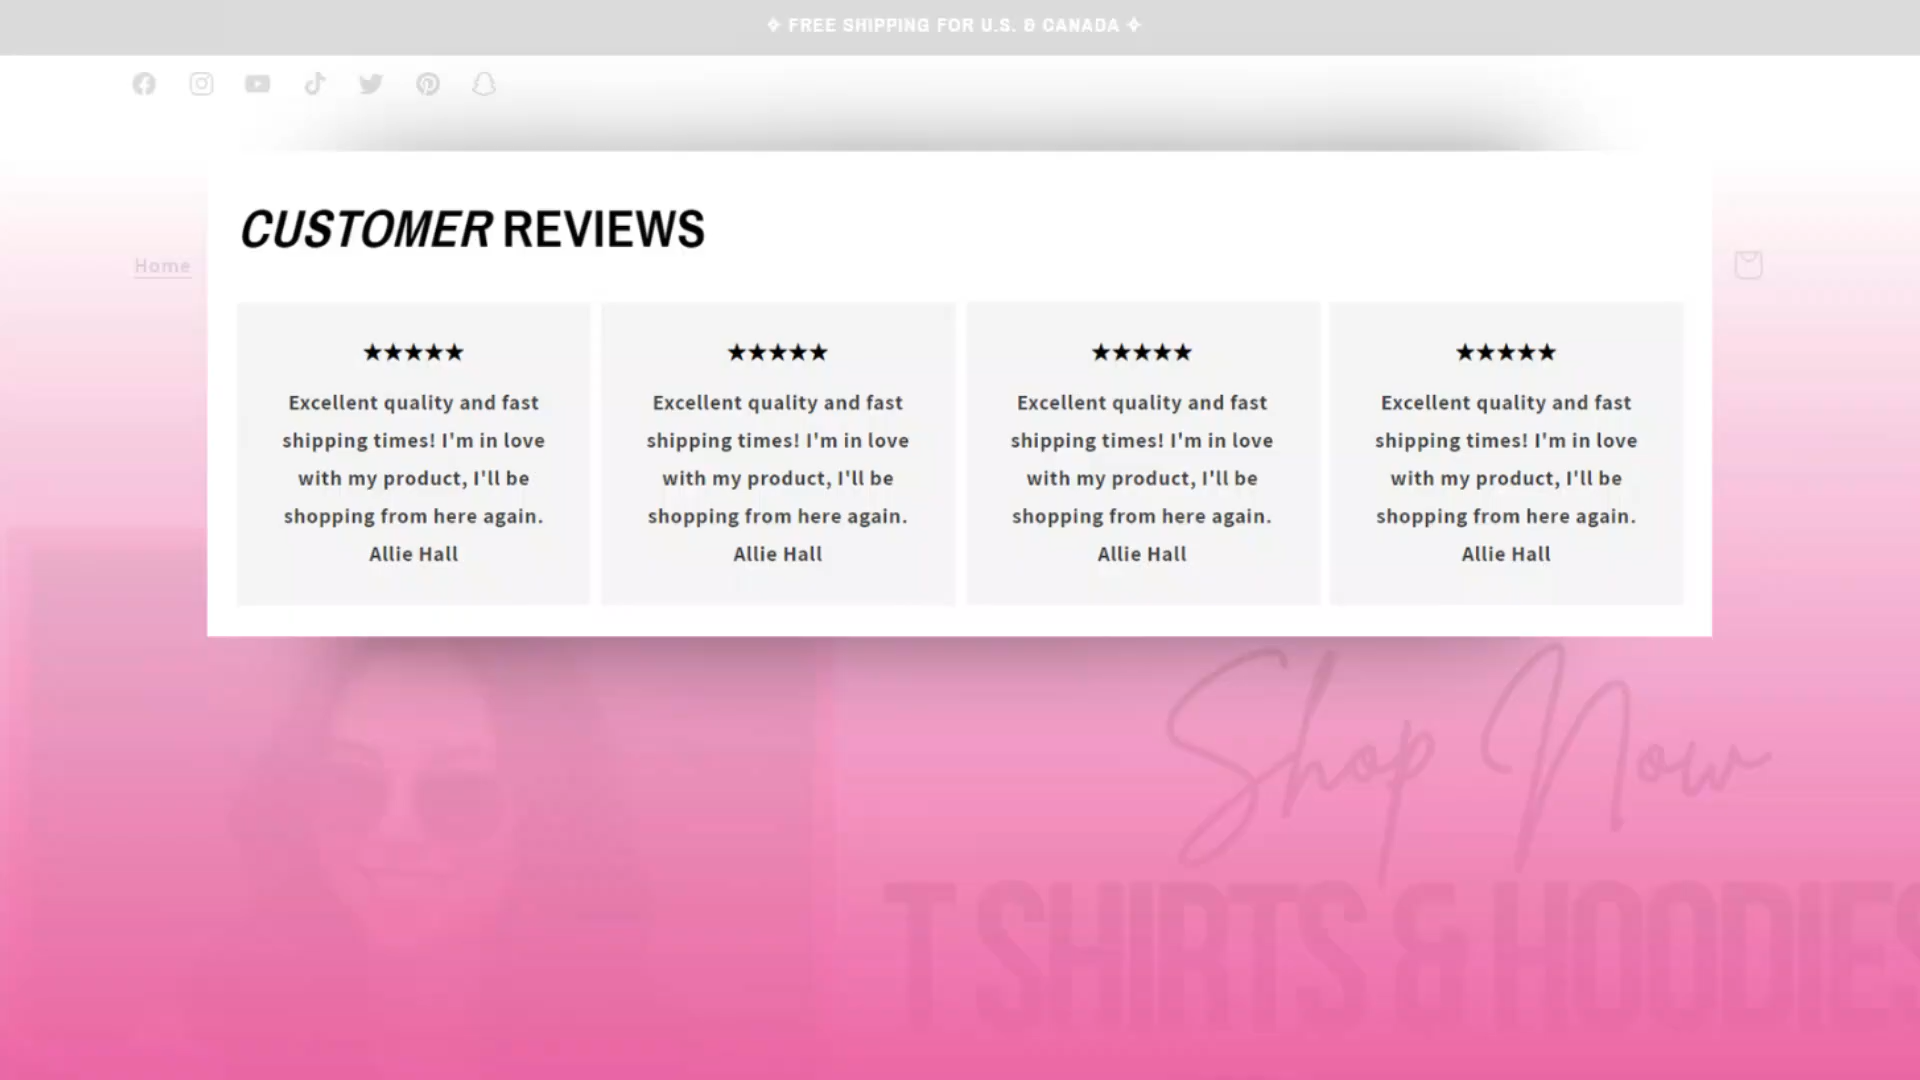 ✧ FREE SHIPPING FOR U.S. & CANADA ✧
CUSTOMER REVIEWS
Home
★★★★★
Excellent quality and fast
shipping times! I'm in love
with my product, I'll be
shopping from here again.
Allie Hall
★★★★★
Excellent quality and fast
shipping times! I'm in love
with my product, I'll be
shopping from here again.
Allie Hall
★★★★★
Excellent quality and fast
shipping times! I'm in love
with my product, I'll be
shopping from here again.
Allie Hall
★★★★★
Excellent quality and fast
shipping times! I'm in love
with my product, I'll be
shopping from here again.
Allie Hall
Shop Now
T SHIRTS & HOODIES